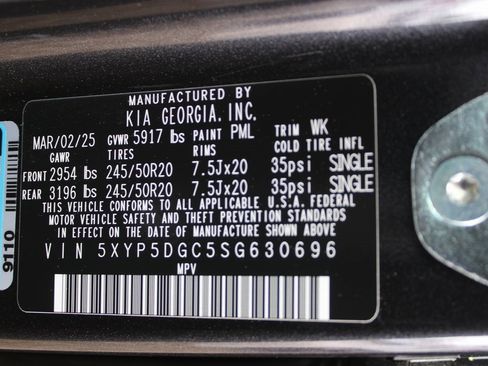 MANUFACTURED BY
KIA GEORGIA. INC.
MAR/02/25 GVWR 5917 lbs PAINT PML TRIM WK
GAWR TIRES RIMS COLD TIRE INFL
FRONT 2954 lbs 245/50R20 7.5Jx20 35psi SINGLE
REAR 3196 lbs 245/50R20 7.5Jx20 35psi SINGLE
THIS VEHICLE CONFORMS TO ALL APPLICABLE U.S.A. FEDERAL
MOTOR VEHICLE SAFETY BUMPER, AND THEFT PREVENTION STANDARDS
IN EFFECT ON THE DATE OF MANUFACTURE SHOWN ABOVE.
VIN 5XYP5DGC5SG630696
MPV
9110